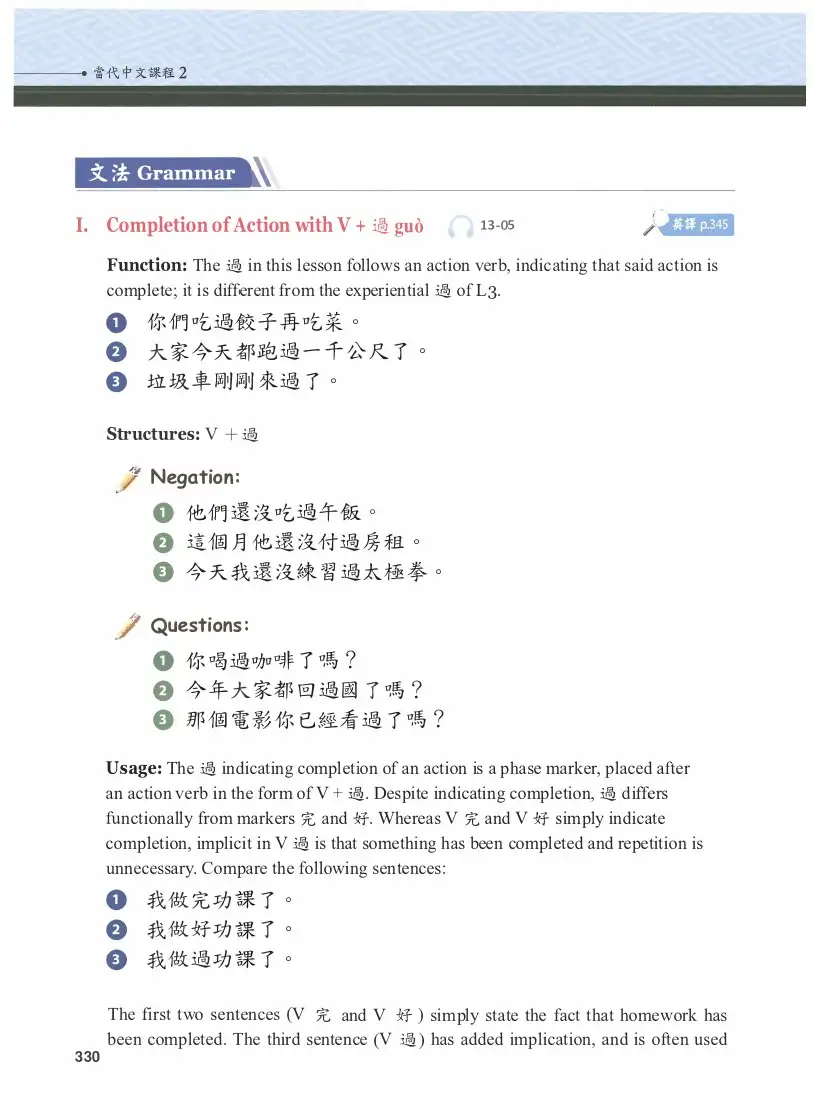 當代中文課程 2
文法 Grammar
I. Completion of Action with V + 過 guò 13-05 英譯 p.345
Function: The 過 in this lesson follows an action verb, indicating that said action is
complete; it is different from the experiential 過 of L3.
1 你們吃過餃子再吃菜。
2 大家今天都跑過一千公尺了。
3 垃圾車剛剛來過了。
Structures: V + 過
Negation:
1 他們還沒吃過午飯。
2 這個月他還沒付過房租。
3 今天我還沒練習過太極拳。
Questions:
1 你喝過咖啡了嗎？
2 今年大家都回過國了嗎？
3 那個電影你已經看過了嗎？
Usage: The 過 indicating completion of an action is a phase marker, placed after
an action verb in the form of V + 過. Despite indicating completion, 過 differs
functionally from markers 完 and 好. Whereas V 完 and V 好 simply indicate
completion, implicit in V 過 is that something has been completed and repetition is
unnecessary. Compare the following sentences:
1 我做完功課了。
2 我做好功課了。
3 我做過功課了。
The first two sentences (V 完 and V 好) simply state the fact that homework has
been completed. The third sentence (V 過) has added implication, and is often used
330